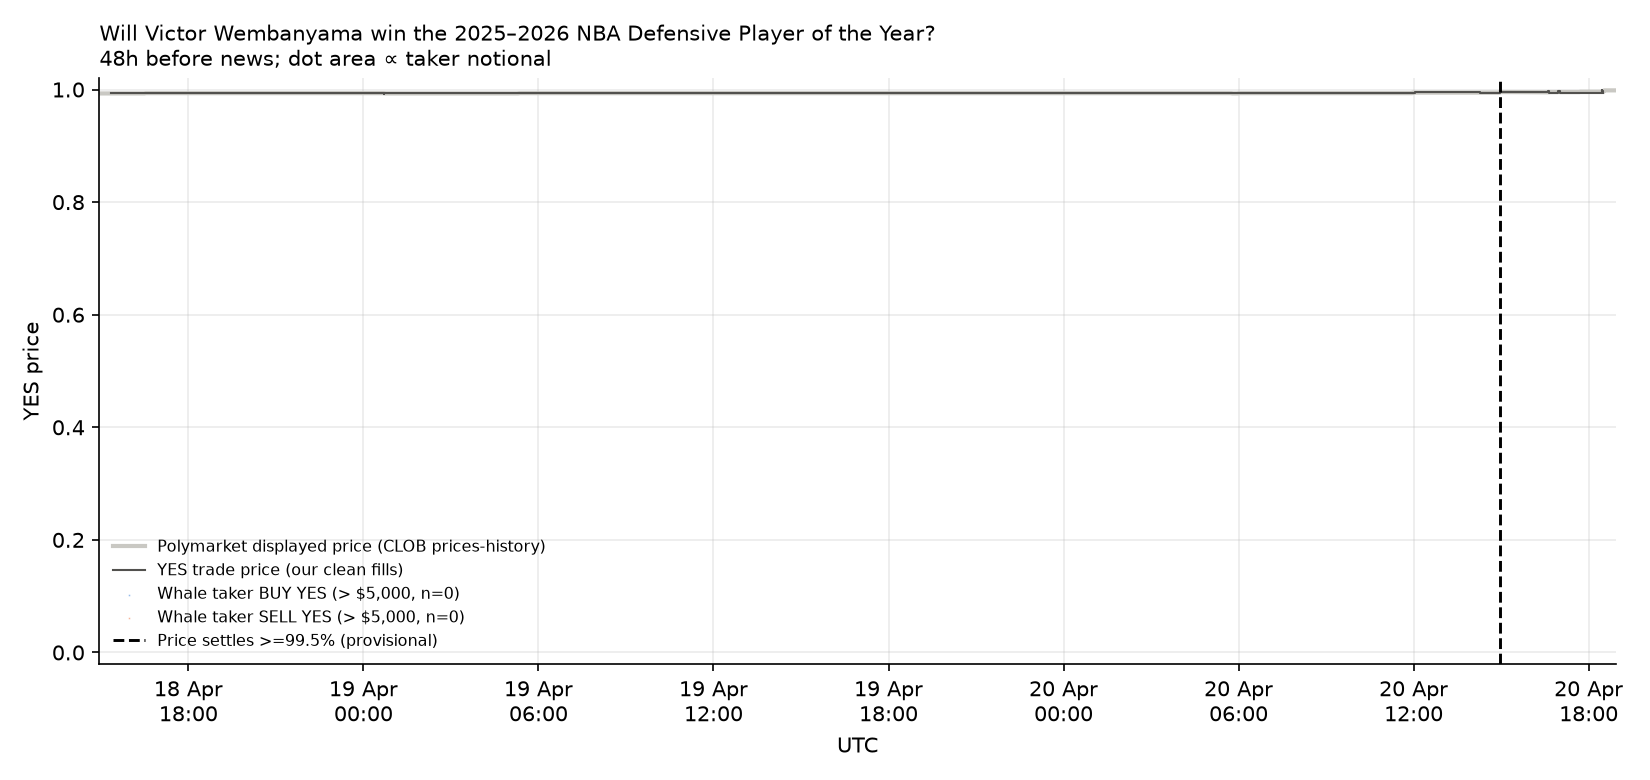 Will Victor Wembanyama win the 2025–2026 NBA Defensive Player of the Year?
48h before news; dot area ∝ taker notional
YES price
1.0
0.8
0.6
0.4
0.2
0.0
Polymarket displayed price (CLOB prices-history)
YES trade price (our clean fills)
Whale taker BUY YES (> $5,000, n=0)
Whale taker SELL YES (> $5,000, n=0)
Price settles >=99.5% (provisional)
18 Apr 19 Apr 19 Apr 19 Apr 19 Apr 20 Apr 20 Apr 20 Apr 20 Apr
18:00 00:00 06:00 12:00 18:00 00:00 06:00 12:00 18:00
UTC